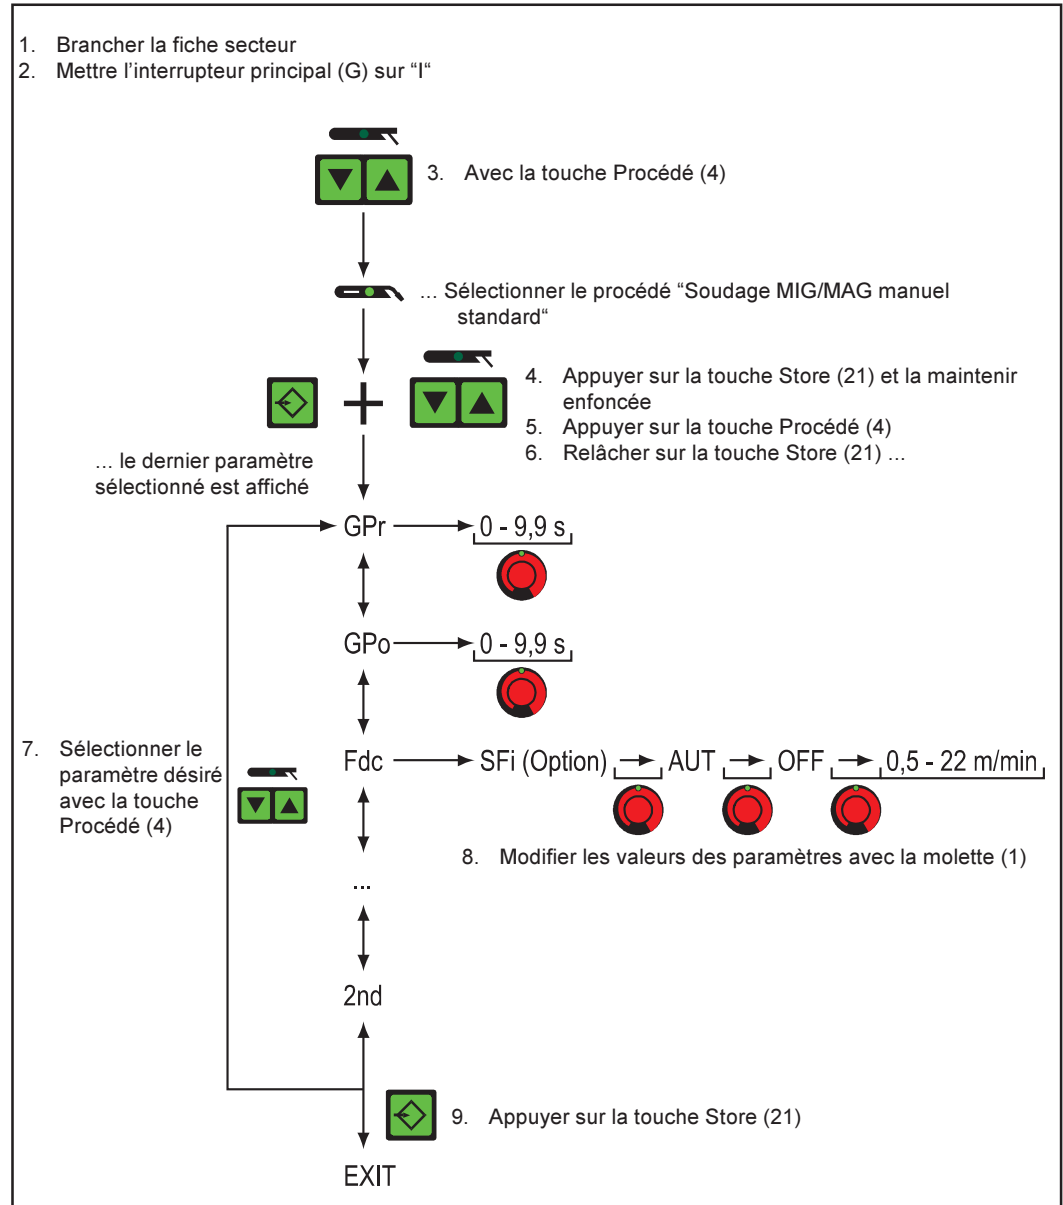 1. Brancher la fiche secteur
2. Mettre l'interrupteur principal (G) sur “I“
3. Avec la touche Procédé (4)
... Sélectionner le procédé “Soudage MIG/MAG manuel
standard“
4. Appuyer sur la touche Store (21) et la maintenir
enfoncée
5. Appuyer sur la touche Procédé (4)
6. Relâcher sur la touche Store (21) ...
... le dernier paramètre
sélectionné est affiché
GPr 0 - 9,9 s
GPo 0 - 9,9 s
7. Sélectionner le
paramètre désiré
avec la touche
Procédé (4)
Fdc SFi (Option) AUT OFF 0,5 - 22 m/min
8. Modifier les valeurs des paramètres avec la molette (1)
...
2nd
9. Appuyer sur la touche Store (21)
EXIT